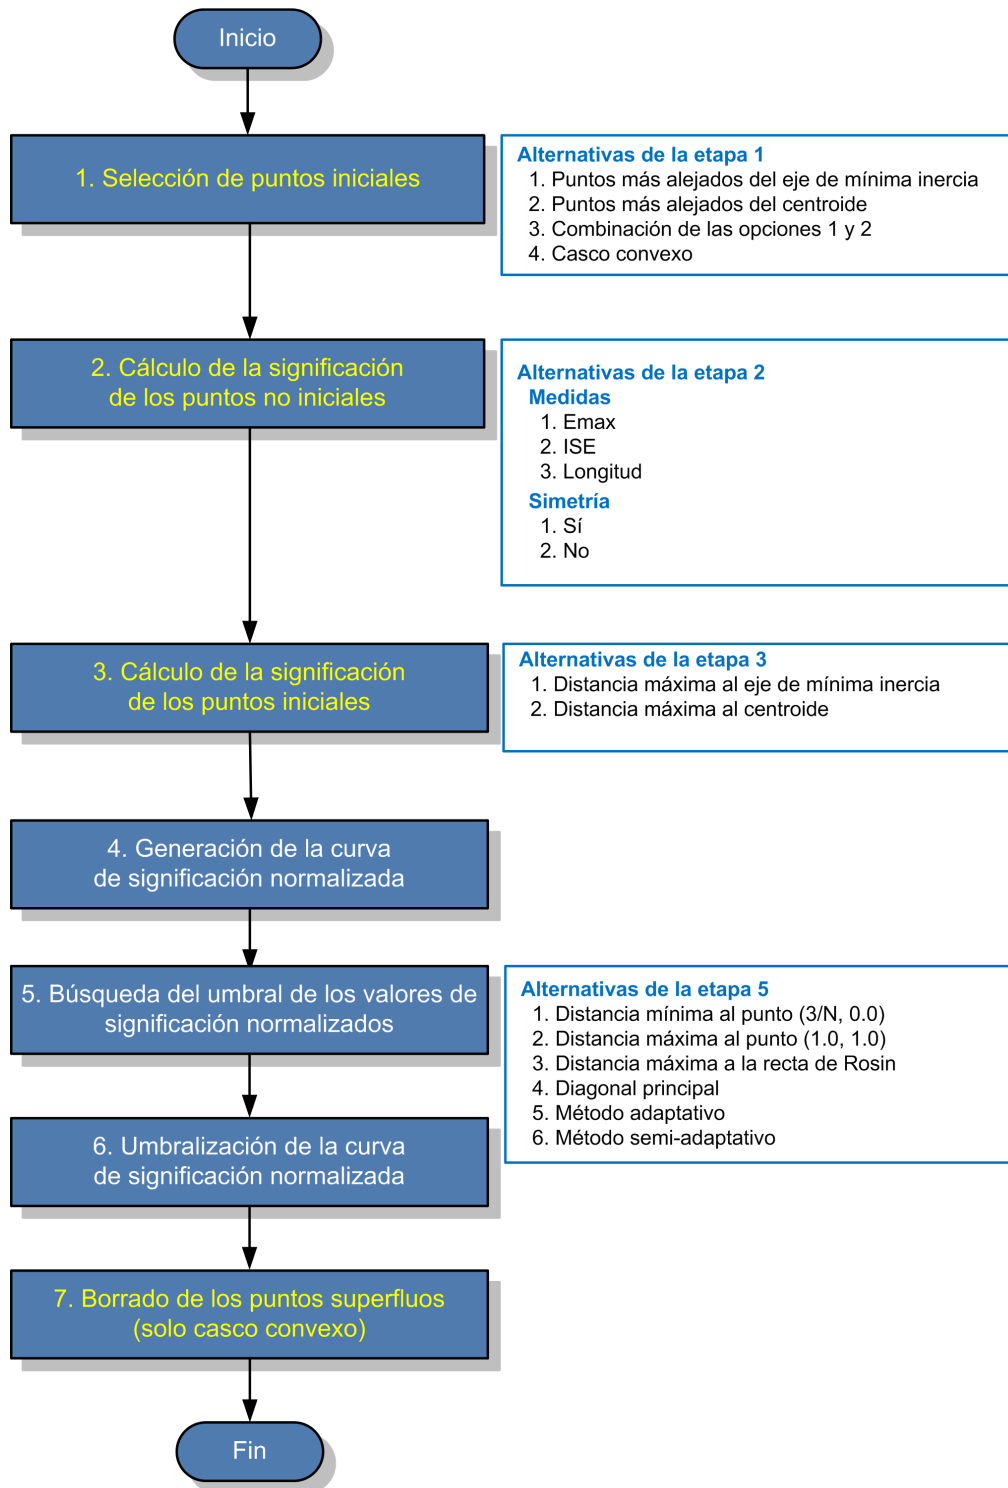 Inicio
1. Selección de puntos iniciales
Alternativas de la etapa 1
1. Puntos más alejados del eje de mínima inercia
2. Puntos más alejados del centroide
3. Combinación de las opciones 1 y 2
4. Casco convexo
2. Cálculo de la significación
de los puntos no iniciales
Alternativas de la etapa 2
Medidas
1. Emax
2. ISE
3. Longitud
Simetría
1. Sí
2. No
3. Cálculo de la significación
de los puntos iniciales
Alternativas de la etapa 3
1. Distancia máxima al eje de mínima inercia
2. Distancia máxima al centroide
4. Generación de la curva
de significación normalizada
5. Búsqueda del umbral de los valores de
significación normalizados
Alternativas de la etapa 5
1. Distancia mínima al punto (3/N, 0.0)
2. Distancia máxima al punto (1.0, 1.0)
3. Distancia máxima a la recta de Rosin
4. Diagonal principal
5. Método adaptativo
6. Método semi-adaptativo
6. Umbralización de la curva
de significación normalizada
7. Borrado de los puntos superfluos
(solo casco convexo)
Fin